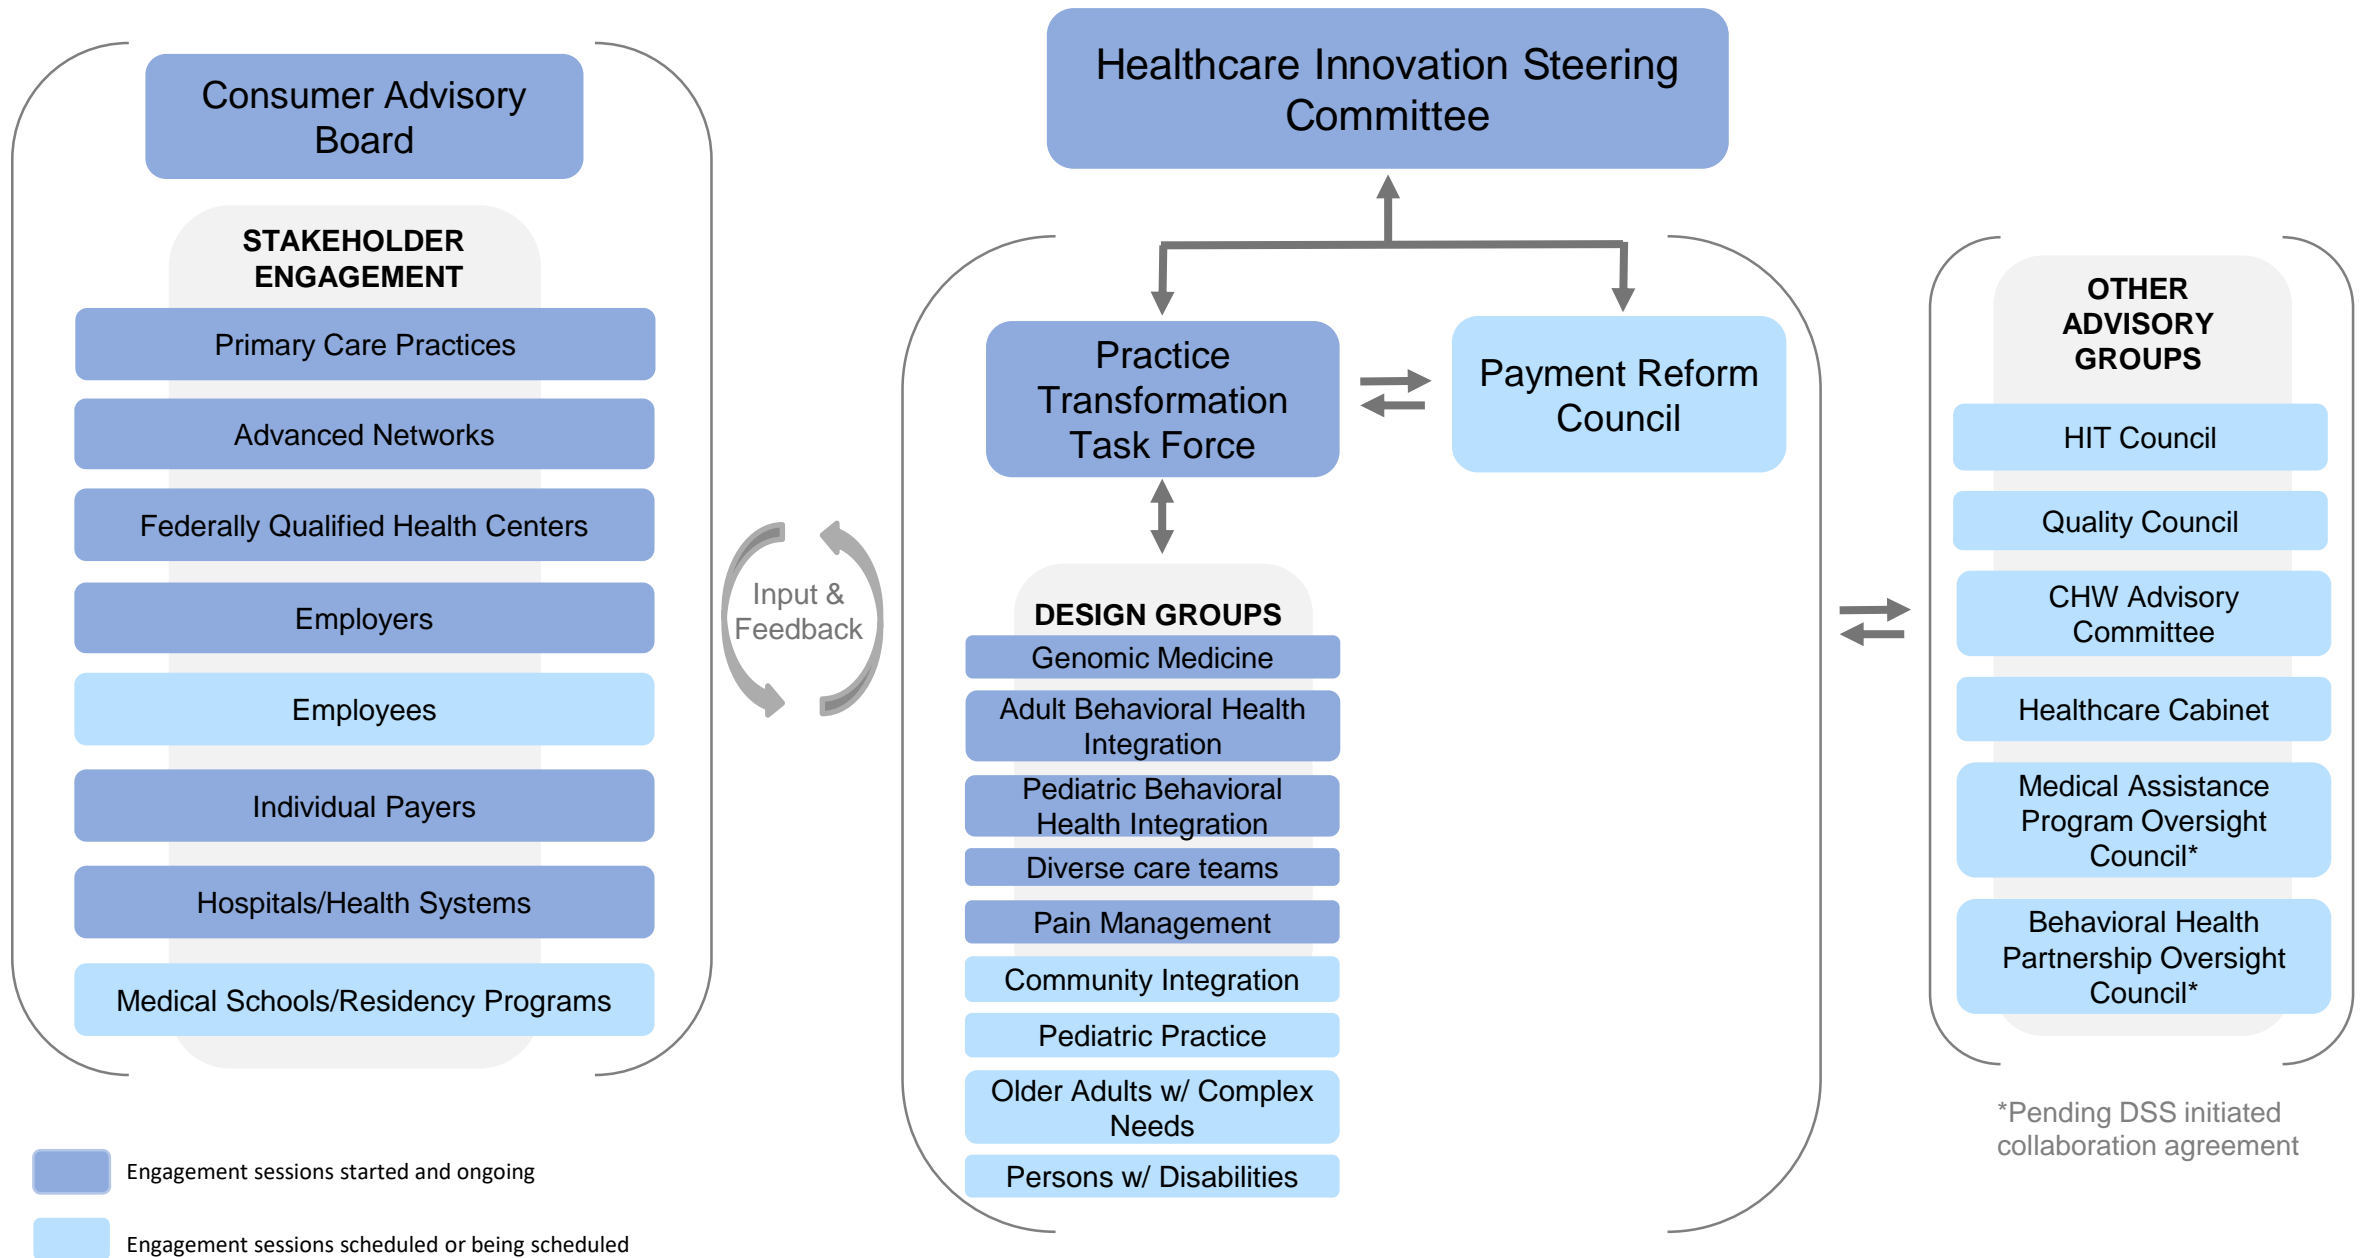 Consumer Advisory
Board
STAKEHOLDER
ENGAGEMENT
Primary Care Practices
Advanced Networks
Federally Qualified Health Centers
Employers
Employees
Individual Payers
Hospitals/Health Systems
Medical Schools/Residency Programs
Engagement sessions started and ongoing
Engagement sessions scheduled or being scheduled
Input &
Feedback
Healthcare Innovation Steering
Committee
Practice
Transformation
Task Force
Payment Reform
Council
DESIGN GROUPS
Genomic Medicine
Adult Behavioral Health
Integration
Pediatric Behavioral
Health Integration
Diverse care teams
Pain Management
Community Integration
Pediatric Practice
Older Adults w/ Complex
Needs
Persons w/ Disabilities
OTHER
ADVISORY
GROUPS
HIT Council
Quality Council
CHW Advisory
Committee
Healthcare Cabinet
Medical Assistance
Program Oversight
Council*
Behavioral Health
Partnership Oversight
Council*
*Pending DSS initiated
collaboration agreement